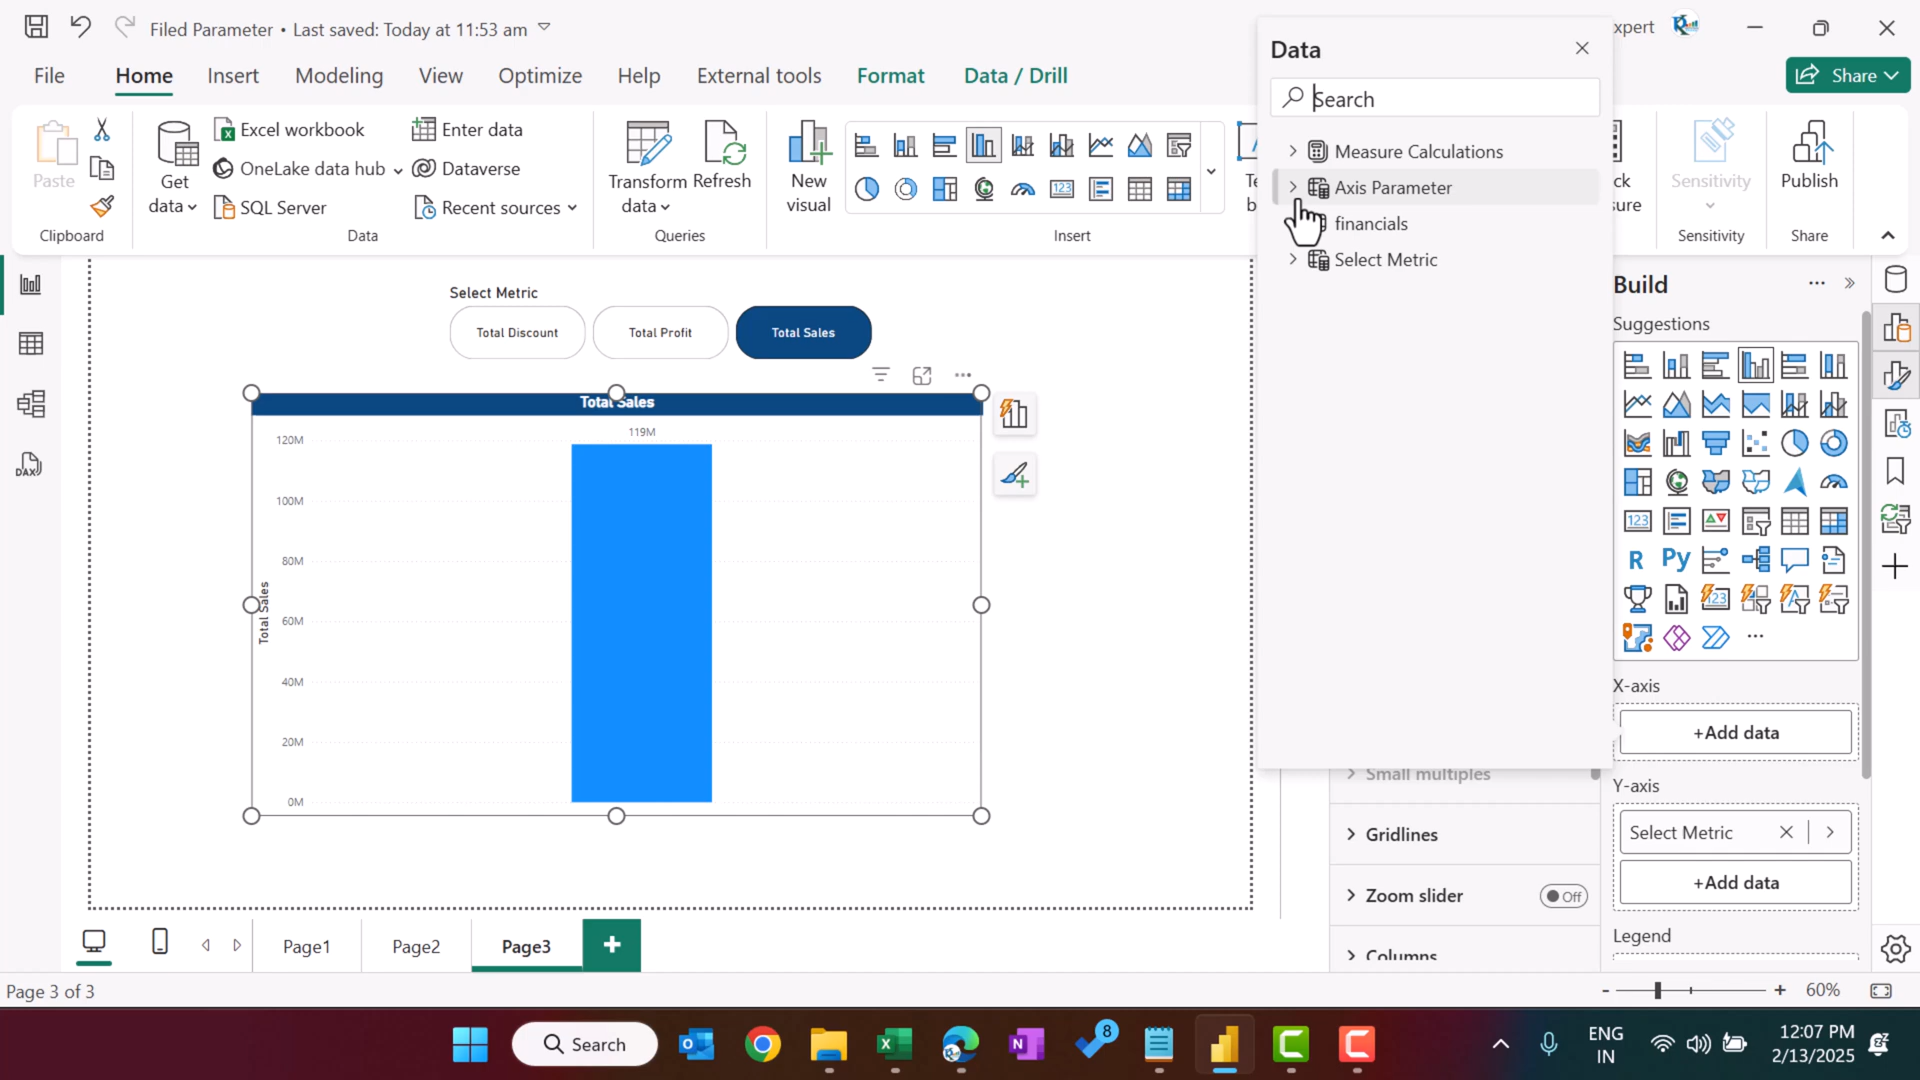 Filed Parameter • Last saved: Today at 11:53 am
xpert
File Home Insert Modeling View Optimize Help External tools Format Data / Drill
Share
Paste
Clipboard
Get data
Excel workbook
OneLake data hub
SQL Server
Enter data
Dataverse
Recent sources
Data
Transform data
Refresh
Queries
New visual
Insert
Sensitivity
Sensitivity
Publish
Share
Data
Search
Measure Calculations
Axis Parameter
financials
Select Metric
Select Metric
Total Discount
Total Profit
Total Sales
Total Sales
119M
120M
100M
80M
60M
40M
20M
0M
Total Sales
Build
Suggestions
123
R
Py
123
X-axis
+Add data
Y-axis
Select Metric
+Add data
Legend
Small multiples
Gridlines
Zoom slider
Off
Columns
DAX
Page1
Page2
Page3
Page 3 of 3
60%
Search
8
ENG
IN
12:07 PM
2/13/2025